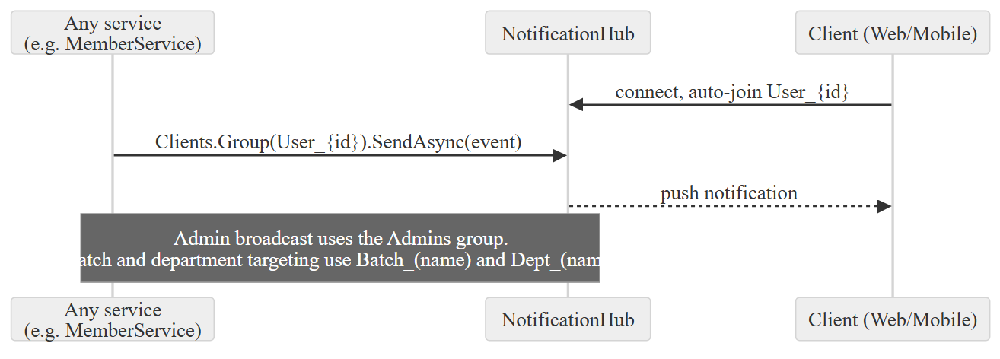 Any service
(e.g. MemberService)
NotificationHub
Client (Web/Mobile)
connect, auto-join User_{id}
Clients.Group(User_{id}).SendAsync(event)
push notification
Admin broadcast uses the Admins group.
atch and department targeting use Batch_(name) and Dept_(nam
Any service
(e.g. MemberService)
NotificationHub
Client (Web/Mobile)